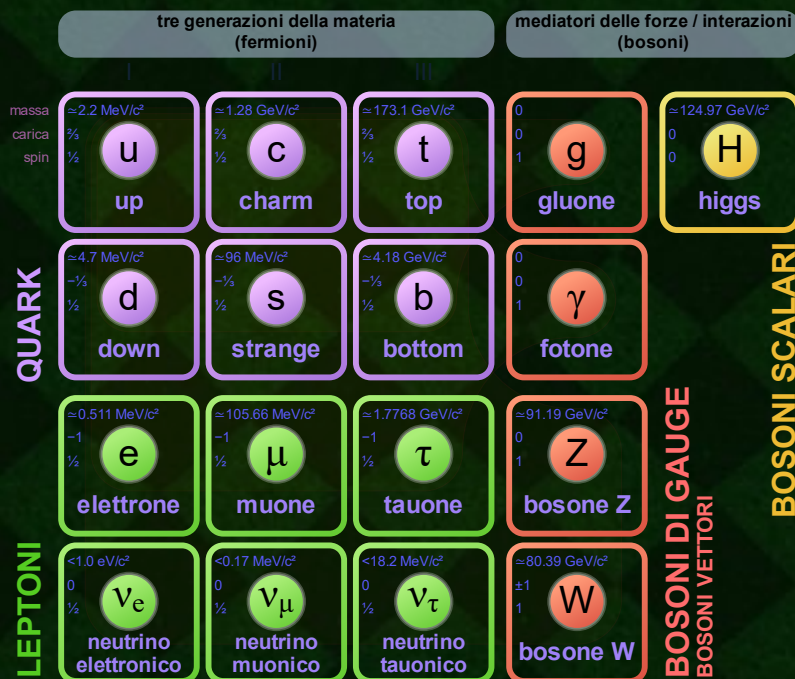 tre generazioni della materia
(fermioni)
mediatori delle forze / interazioni
(bosoni)
I II III
massa
carica
spin
≃2.2 MeV/c²
⅔
½
u
up
≃1.28 GeV/c²
⅔
½
c
charm
≃173.1 GeV/c²
⅔
½
t
top
0
0
1
g
gluone
≃124.97 GeV/c²
0
0
H
higgs
QUARK
≃4.7 MeV/c²
−⅓
½
d
down
≃96 MeV/c²
−⅓
½
s
strange
≃4.18 GeV/c²
−⅓
½
b
bottom
0
0
1
γ
fotone
BOSONI SCALARI
LEPTONI
≃0.511 MeV/c²
−1
½
e
elettrone
≃105.66 MeV/c²
−1
½
μ
muone
≃1.7768 GeV/c²
−1
½
τ
tauone
≃91.19 GeV/c²
0
1
Z
bosone Z
BOSONI DI GAUGE
BOSONI VETTORI
<1.0 eV/c²
0
½
νe
neutrino
elettronico
<0.17 MeV/c²
0
½
νμ
neutrino
muonico
<18.2 MeV/c²
0
½
ντ
neutrino
tauonico
≃80.39 GeV/c²
±1
1
W
bosone W